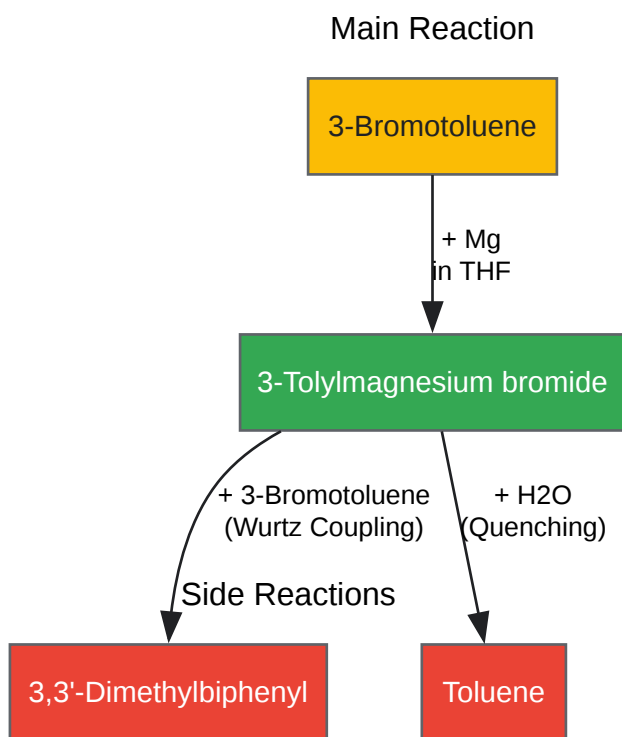 Main Reaction
3-Bromotoluene
+ Mg
in THF
3-Tolylmagnesium bromide
+ 3-Bromotoluene
(Wurtz Coupling)
+ H2O
(Quenching)
Side Reactions
3,3'-Dimethylbiphenyl
Toluene